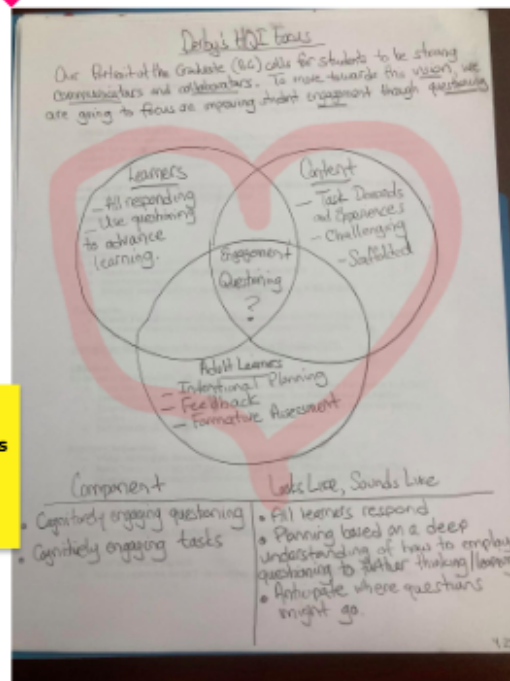 Derby's HQI Focus
Our Portrait of the Graduate (B.C) calls for students to be strong
communicators and collaborators. To move towards this vision, we
are going to focus on improving student engagement though questioning
Learners
- All responding
- Use questioning
to advance
learning.
Content
- Task Demands
and Experiences
- Challenging
- Scaffolded
Engagement
Questioning
?
Adult Learners
- Intentional Planning
- Feedback
- Formative Assessment
Component
• Cognitively engaging questioning
• Cognitively engaging tasks
Looks Like, Sounds Like
• All learners respond
• Planning based on a deep
understanding of how to employ
questioning to further thinking/learning
• Anticipate where questions
might go.
s